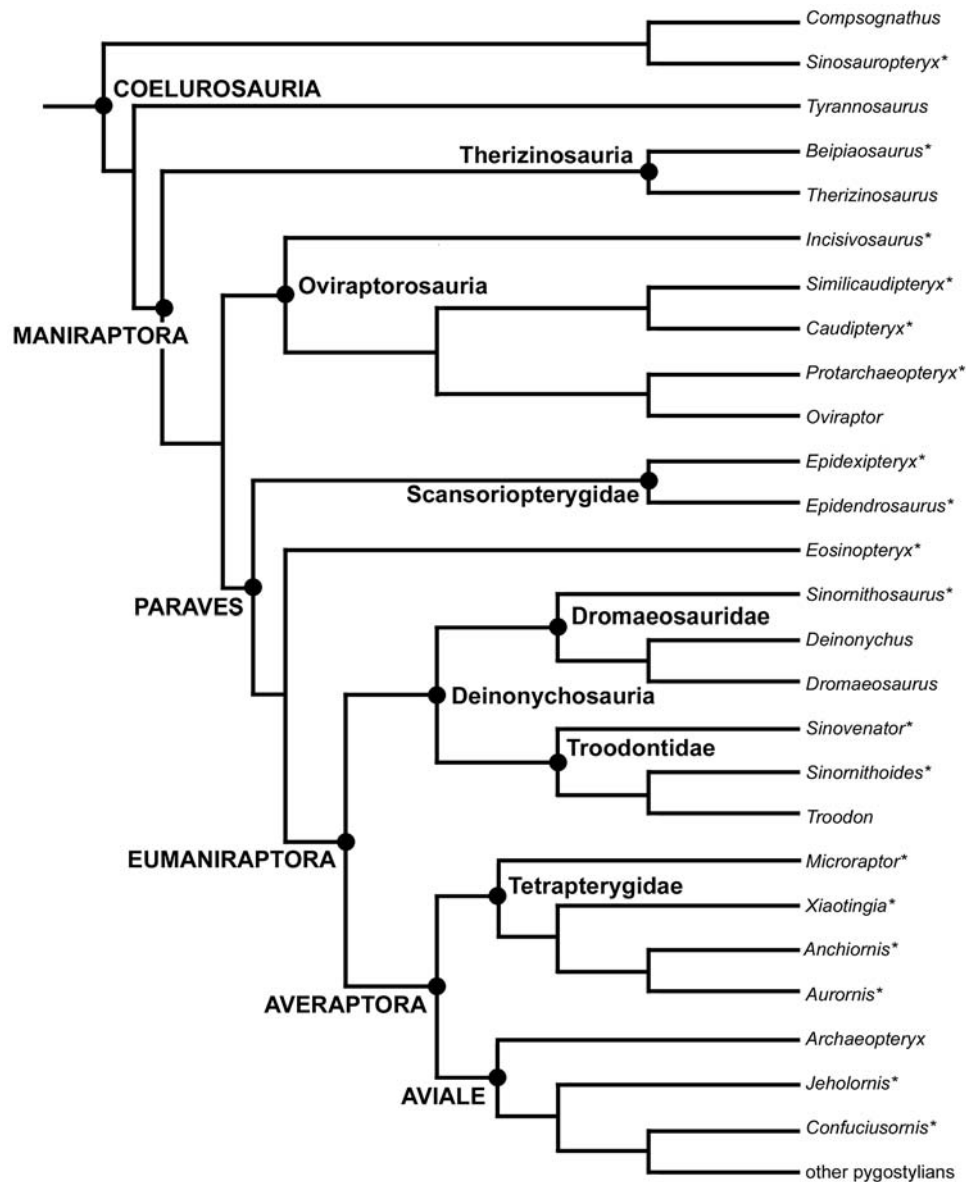 Compsognathus
Sinosauropteryx*
COELUROSAURIA
Tyrannosaurus
Therizinosauria
Beipiaosaurus*
Therizinosaurus
Incisivosaurus*
Oviraptorosauria
Similicaudipteryx*
MANIRAPTORA
Caudipteryx*
Protarchaeopteryx*
Oviraptor
Epidexipteryx*
Scansoriopterygidae
Epidendrosaurus*
Eosinopteryx*
PARAVES
Sinornithosaurus*
Dromaeosauridae
Deinonychus
Dromaeosaurus
Deinonychosauria
Sinovenator*
Troodontidae
Sinornithoides*
Troodon
EUMANIRAPTORA
Microraptor*
Tetrapterygidae
Xiaotingia*
Anchiornis*
Aurornis*
AVERAPTORA
Archaeopteryx
Jeholornis*
AVIALE
Confuciusornis*
other pygostylians